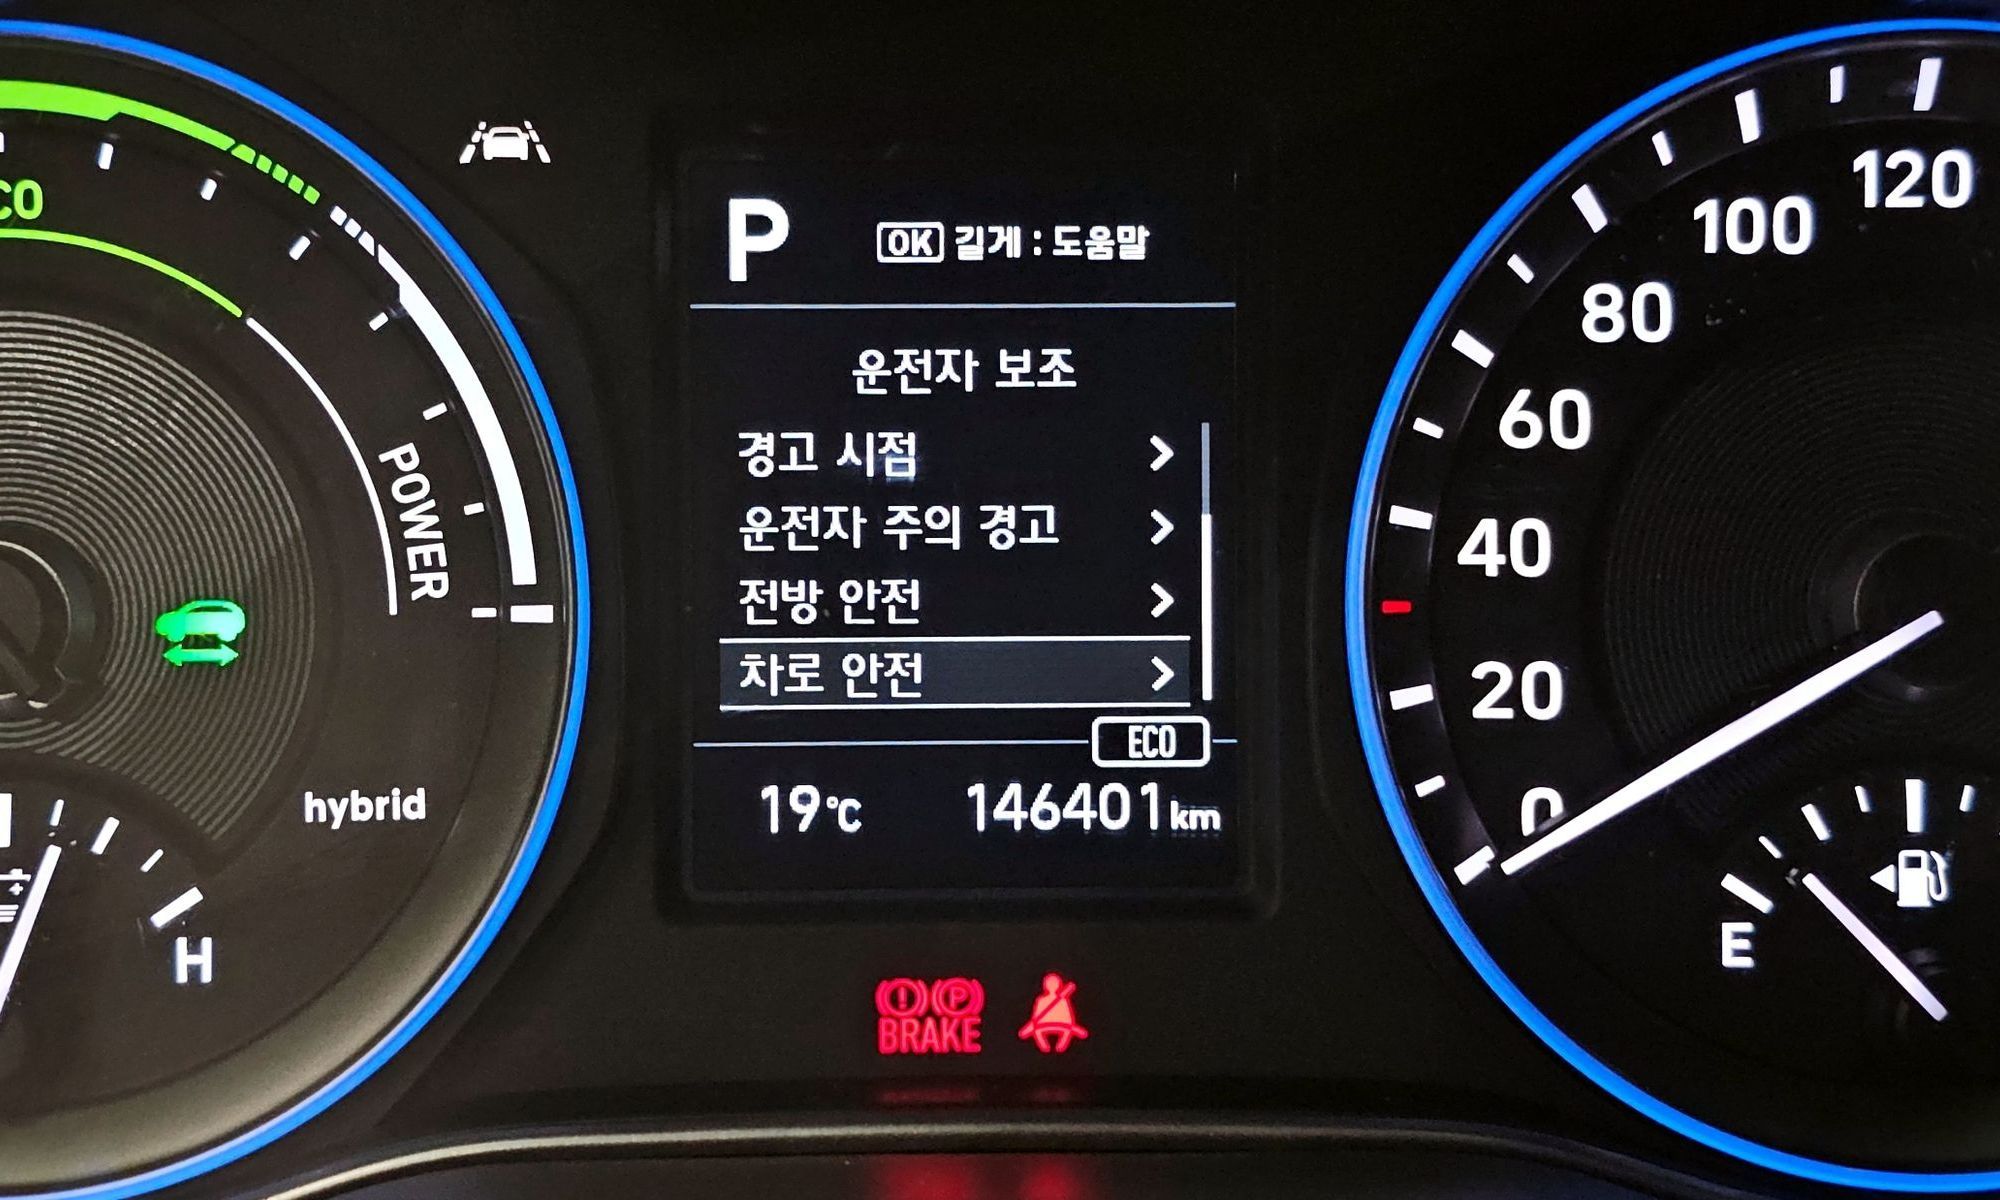 P
OK 길게 : 도움말
운전자 보조
경고 시점
운전자 주의 경고
전방 안전
차로 안전
ECO
19°C 146401km
POWER
hybrid
H
120
100
80
60
40
20
0
E
BRAKE